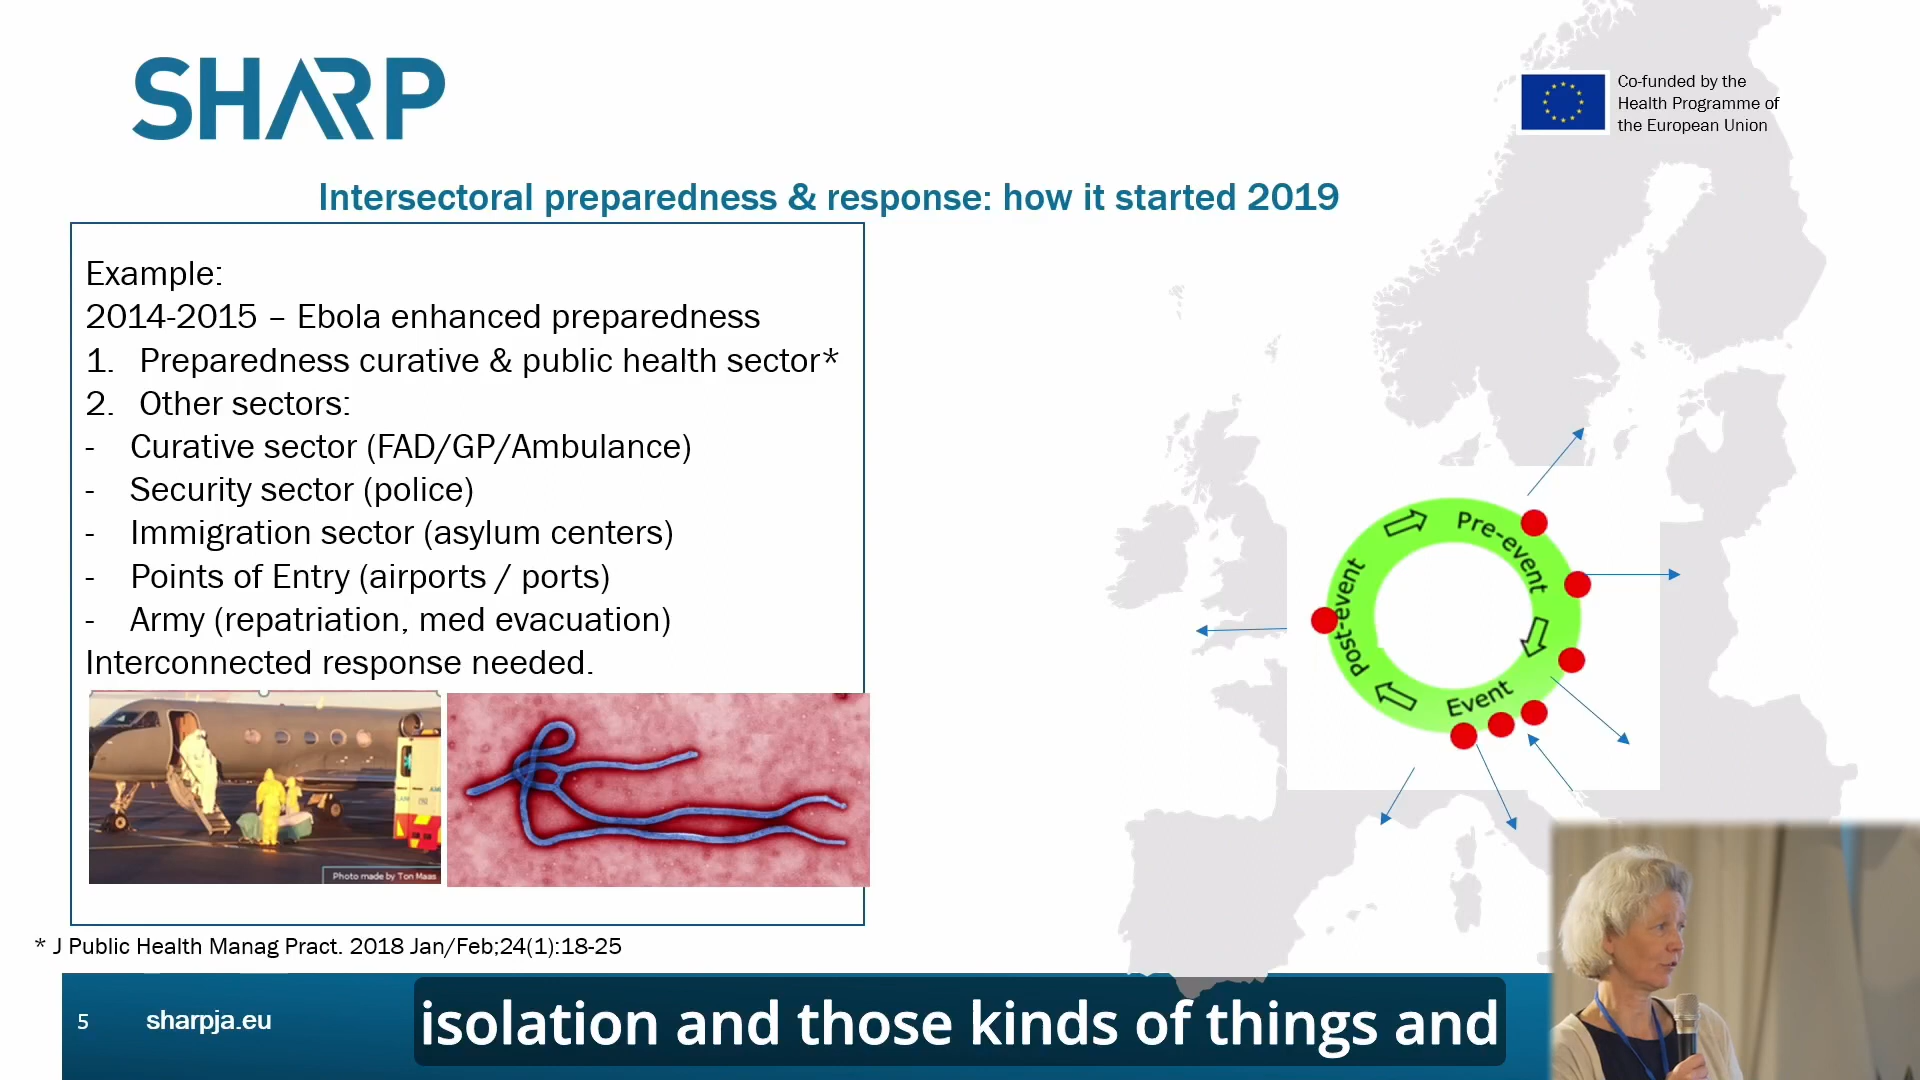 SHARP
Co-funded by the
Health Programme of
the European Union
Intersectoral preparedness & response: how it started 2019
Example:
2014-2015 – Ebola enhanced preparedness
1. Preparedness curative & public health sector*
2. Other sectors:
- Curative sector (FAD/GP/Ambulance)
- Security sector (police)
- Immigration sector (asylum centers)
- Points of Entry (airports / ports)
- Army (repatriation, med evacuation)
Interconnected response needed.
Photo made by Ton Maas
Pre-event
Event
Post-event
* J Public Health Manag Pract. 2018 Jan/Feb;24(1):18-25
5
sharpja.eu
isolation and those kinds of things and